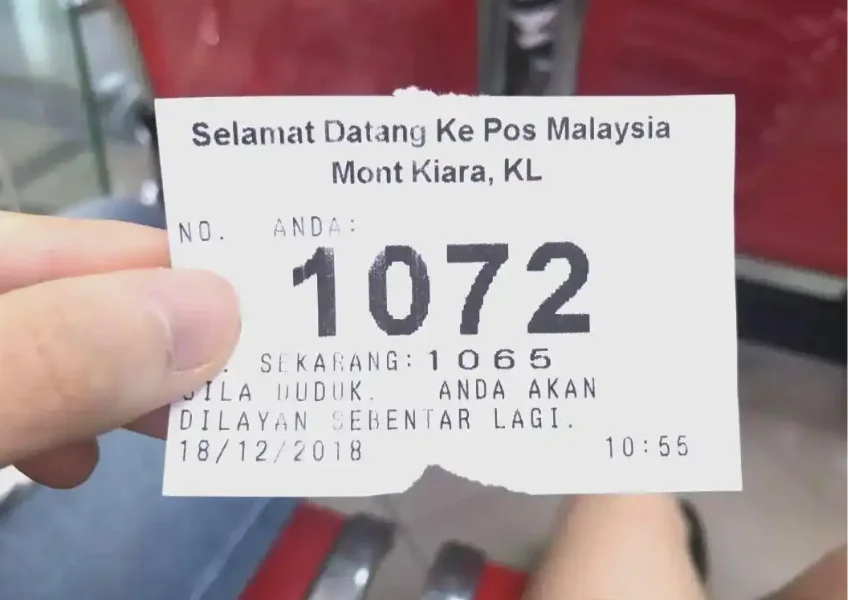 Selamat Datang Ke Pos Malaysia
Mont Kiara, KL
NO. ANDA:
1072
SEKARANG: 1065
SILA DUDUK. ANDA AKAN
DILAYAN SEBENTAR LAGI.
18/12/2018 10:55